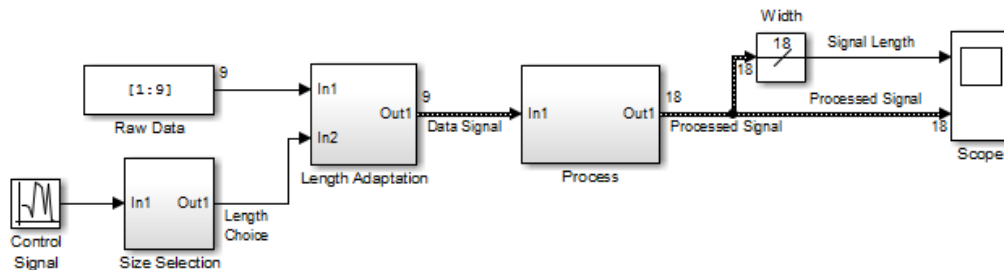 Width
18
Signal Length
18
9
[1:9]
Raw Data
In1
In2
Out1
9
Data Signal
Length Adaptation
In1
Out1
18
Processed Signal
Process
Processed Signal
18
Scope
In1
Out1
Length
Choice
Size Selection
Control
Signal